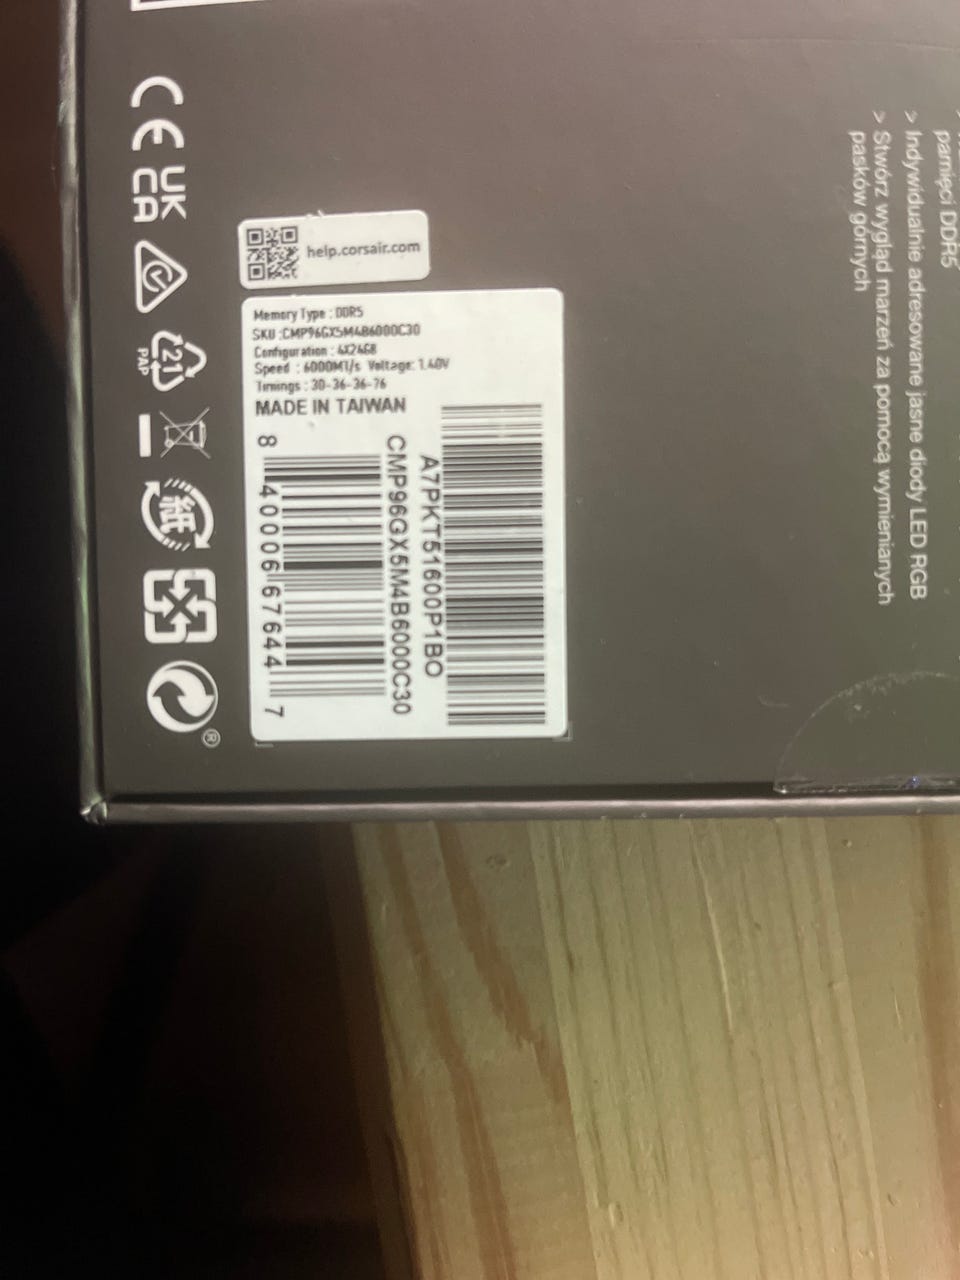 pamięci DDR5
> Indywidualnie adresowane jasne diody LED RGB
> Stwórz wygląd marzeń za pomocą wymienianych
pasków górnych
CE
UK
CA
21
PAP
紙
®
help.corsair.com
Memory Type : DDR5
SKU :CMP96GX5M4B6000C30
Configuration : 4X24GB
Speed : 6000MT/s Voltage: 1.40V
Timings : 30-36-36-76
MADE IN TAIWAN
A7PKT51600P1BO
CMP96GX5M4B6000C30
8 40006 67644 7